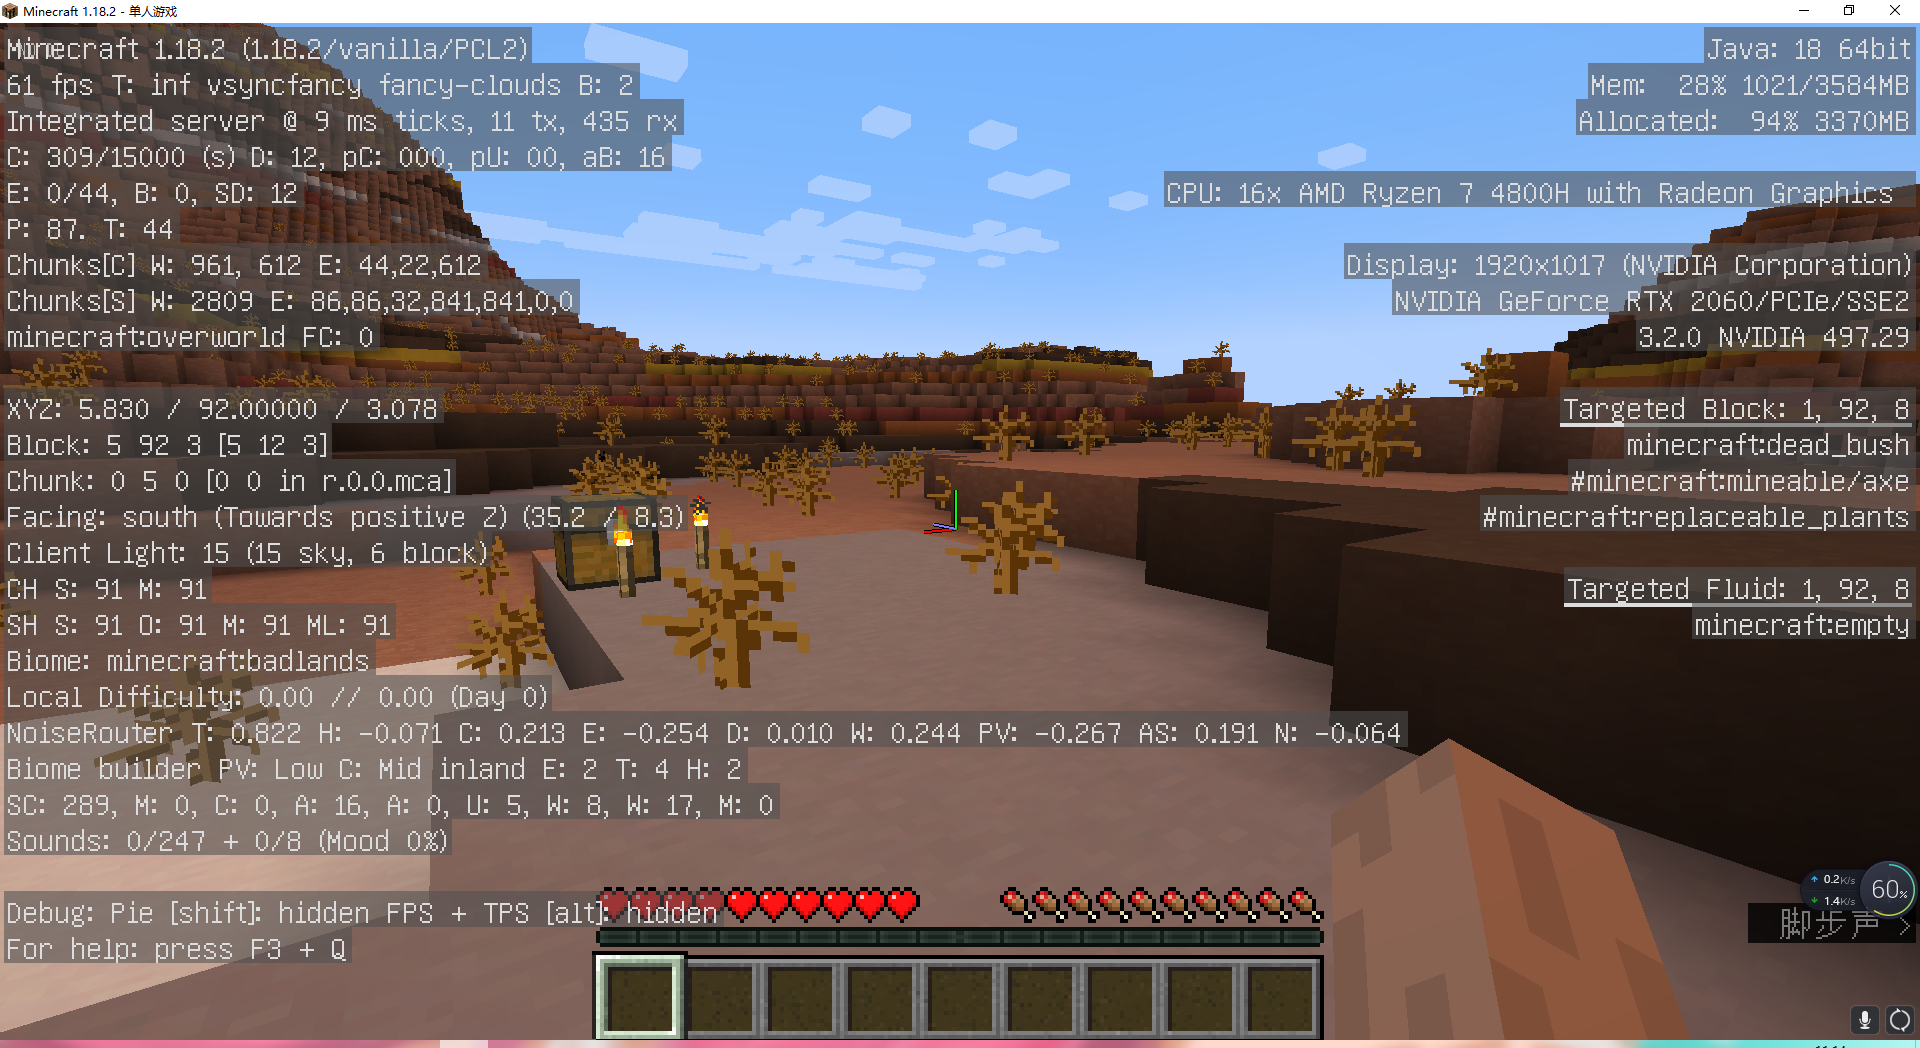 Minecraft 1.18.2 - 单人游戏
Minecraft 1.18.2 (1.18.2/vanilla/PCL2)
61 fps T: inf vsyncfancy fancy-clouds B: 2
Integrated server @ 9 ms ticks, 11 tx, 435 rx
C: 309/15000 (s) D: 12, pC: 000, pU: 00, aB: 16
E: 0/44, B: 0, SD: 12
P: 87. T: 44
Chunks[C] W: 961, 612 E: 44,22,612
Chunks[S] W: 2809 E: 86,86,32,841,841,0,0
minecraft:overworld FC: 0
XYZ: 5.830 / 92.00000 / 3.078
Block: 5 92 3 [5 12 3]
Chunk: 0 5 0 [0 0 in r.0.0.mca]
Facing: south (Towards positive Z) (35.2 / 8.3)
Client Light: 15 (15 sky, 6 block)
CH S: 91 M: 91
SH S: 91 O: 91 M: 91 ML: 91
Biome: minecraft:badlands
Local Difficulty: 0.00 // 0.00 (Day 0)
NoiseRouter T: 0.822 H: -0.071 C: 0.213 E: -0.254 D: 0.010 W: 0.244 PV: -0.267 AS: 0.191 N: -0.064
Biome builder PV: Low C: Mid inland E: 2 T: 4 H: 2
SC: 289, M: 0, C: 0, A: 16, A: 0, U: 5, W: 8, W: 17, M: 0
Sounds: 0/247 + 0/8 (Mood 0%)
Debug: Pie [shift]: hidden FPS + TPS [alt]: hidden
For help: press F3 + Q
Java: 18 64bit
Mem: 28% 1021/3584MB
Allocated: 94% 3370MB
CPU: 16x AMD Ryzen 7 4800H with Radeon Graphics
Display: 1920x1017 (NVIDIA Corporation)
NVIDIA GeForce RTX 2060/PCIe/SSE2
3.2.0 NVIDIA 497.29
Targeted Block: 1, 92, 8
minecraft:dead_bush
#minecraft:mineable/axe
#minecraft:replaceable_plants
Targeted Fluid: 1, 92, 8
minecraft:empty
0.2K/s
1.4K/s
60%
脚步声 >